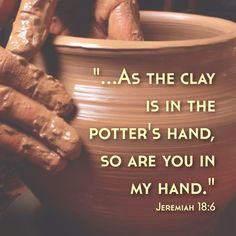 "...As the clay
is in the
potter's hand,
so are you in
my hand."
Jeremiah 18:6